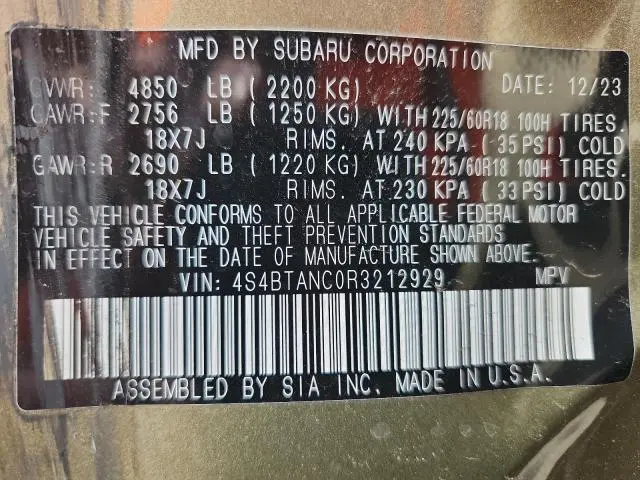 MFD BY SUBARU CORPORATION
GVWR: 4850 LB ( 2200 KG) DATE: 12/23
GAWR:F 2756 LB ( 1250 KG) WITH 225/60R18 100H TIRES.
18X7J RIMS. AT 240 KPA ( 35 PSI) COLD
GAWR:R 2690 LB ( 1220 KG) WITH 225/60R18 100H TIRES.
18X7J RIMS. AT 230 KPA ( 33 PSI) COLD
THIS VEHICLE CONFORMS TO ALL APPLICABLE FEDERAL MOTOR
VEHICLE SAFETY AND THEFT PREVENTION STANDARDS
IN EFFECT ON THE DATE OF MANUFACTURE SHOWN ABOVE.
VIN: 4S4BTANC0R3212929 MPV
ASSEMBLED BY SIA INC. MADE IN U.S.A.